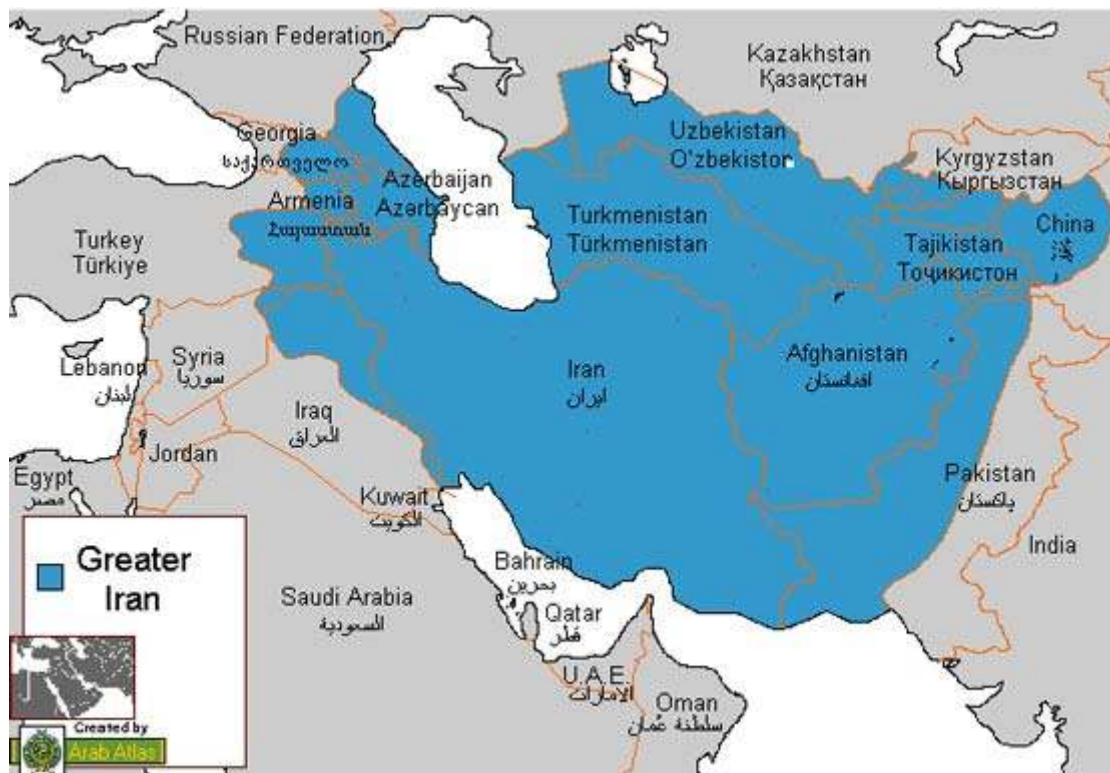 Russian Federation
Kazakhstan
Қазақстан
Georgia
საქართველო
Uzbekistan
O'zbekiston
Kyrgyzstan
Кыргызстан
Azerbaijan
Azərbaycan
Armenia
Հայաստան
Turkmenistan
Türkmenistan
Tajikistan
Тоҷикистон
China
Turkey
Türkiye
Syria
سوريا
Lebanon
لبنان
Iran
ايران
Afghanistan
افغانستان
Iraq
العراق
Jordan
Egypt
مصر
Kuwait
الكويت
Pakistan
پاکستان
India
Bahrain
بحرين
Qatar
قطر
Saudi Arabia
السعودية
U.A.E.
الامارات
Oman
سلطنة عُمان
Greater
Iran
Created by
Arab Atlas